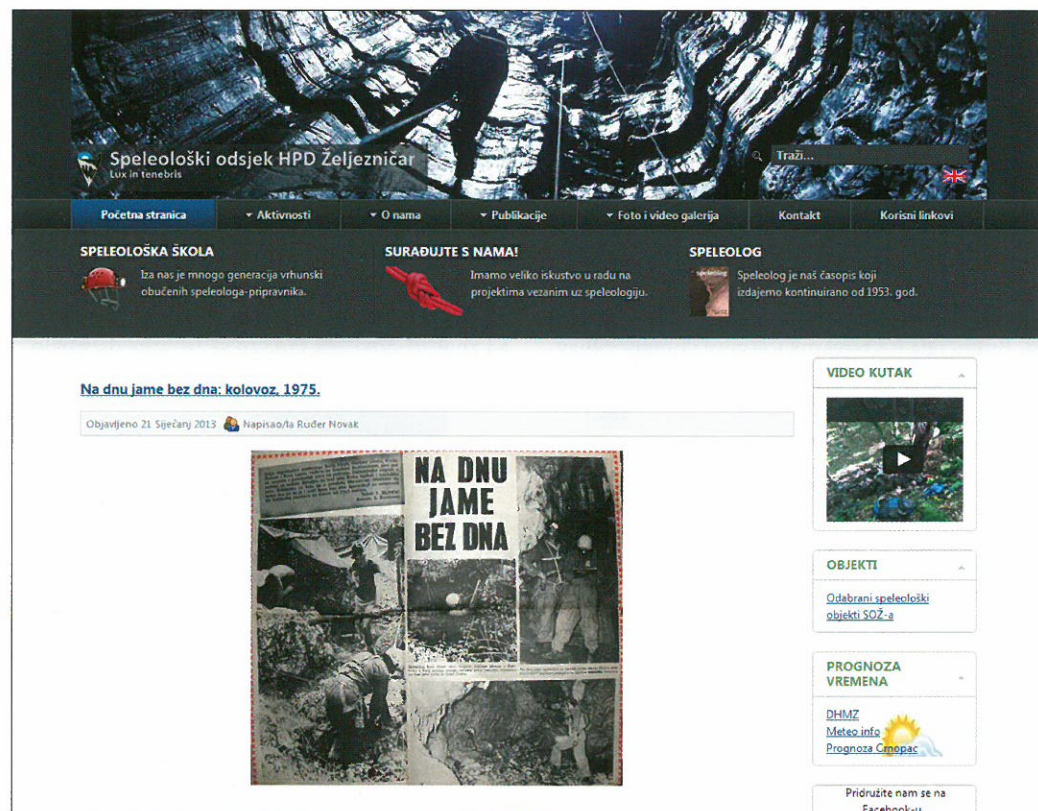 Speleološki odsjek HPD Željezničar
Lux in tenebris
Traži...
Početna stranica
Aktivnosti
O nama
Publikacije
Foto i video galerija
Kontakt
Korisni linkovi
SPELEOLOŠKA ŠKOLA
Iza nas je mnogo generacija vrhunski
obučenih speleologa-pripravnika.
SURAĐUJTE S NAMA!
Imamo veliko iskustvo u radu na
projektima vezanim uz speleologiju.
SPELEOLOG
speleolog
Speleolog je naš časopis koji
izdajemo kontinuirano od 1953. god.
Na dnu jame bez dna: kolovoz, 1975.
Objavljeno 21 Siječanj 2013 Napisao/la Ruđer Novak
NA DNU
JAME
BEZ DNA
VIDEO KUTAK
OBJEKTI
Odabrani speleološki
objekti SOŽ-a
PROGNOZA
VREMENA
DHMZ
Meteo info
Prognoza Crnopac
Pridružite nam se na
Facebook-u